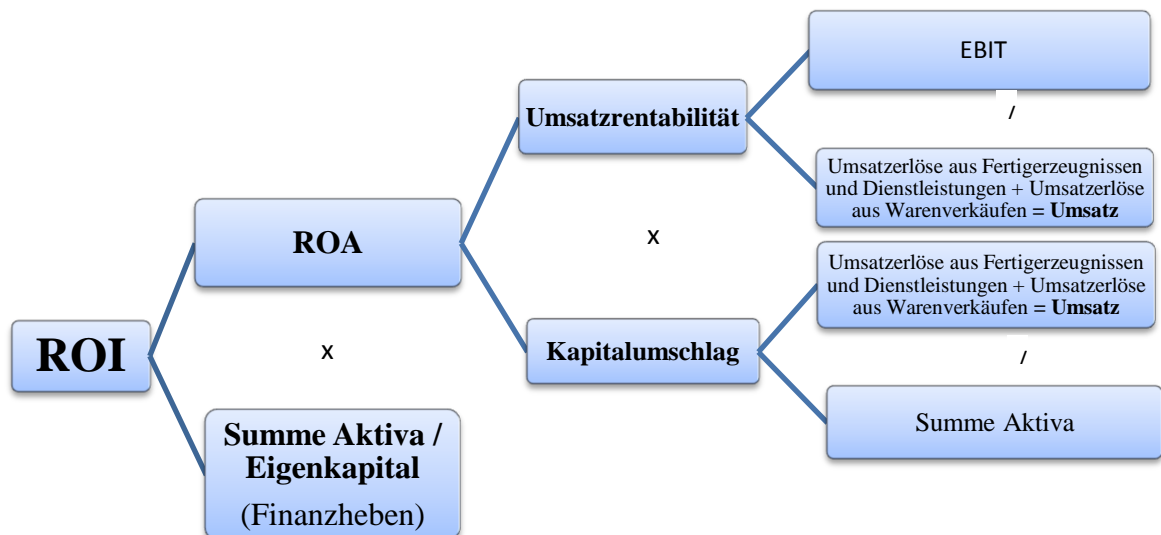 ROI
ROA
x
Summe Aktiva /
Eigenkapital
(Finanzheben)
Umsatzrentabilität
x
Kapitalumschlag
EBIT
/
Umsatzerlöse aus Fertigerzeugnissen
und Dienstleistungen + Umsatzerlöse
aus Warenverkäufen = Umsatz
Umsatzerlöse aus Fertigerzeugnissen
und Dienstleistungen + Umsatzerlöse
aus Warenverkäufen = Umsatz
/
Summe Aktiva